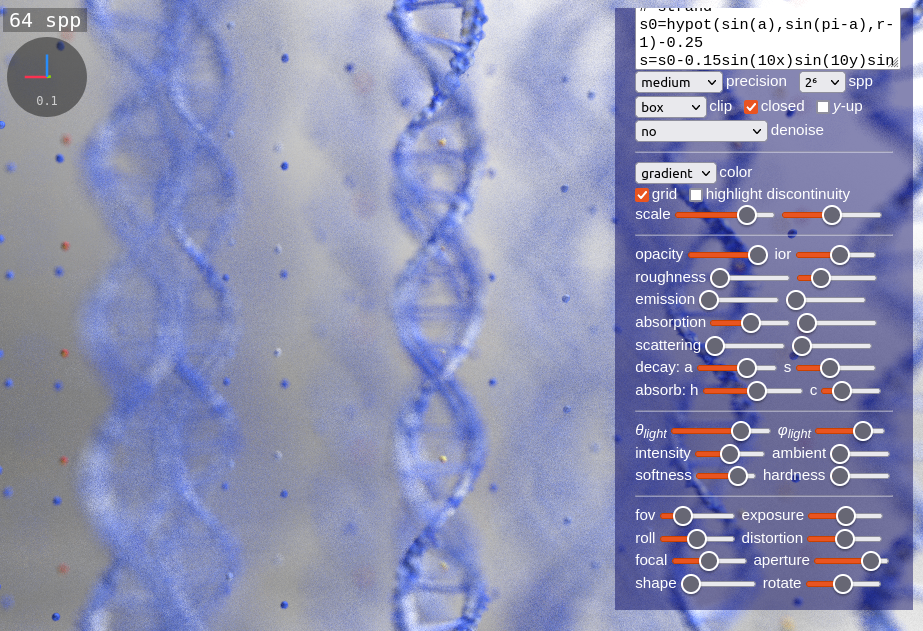 64 spp
0.1
# strand
s0=hypot(sin(a),sin(pi-a),r-
1)-0.25
s=s0-0.15sin(10x)sin(10y)sin
medium precision 2⁶ spp
box clip closed y-up
no denoise
gradient color
grid highlight discontinuity
scale
opacity ior
roughness
emission
absorption
scattering
decay: a s
absorb: h c
θlight φlight
intensity ambient
softness hardness
fov exposure
roll distortion
focal aperture
shape rotate